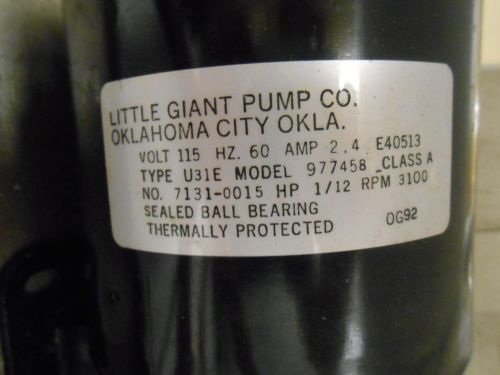 LITTLE GIANT PUMP CO.
OKLAHOMA CITY OKLA.
VOLT 115 HZ. 60 AMP 2.4 E40513
TYPE U31E MODEL 977458 CLASS A
NO. 7131-0015 HP 1/12 RPM 3100
SEALED BALL BEARING
THERMALLY PROTECTED OG92